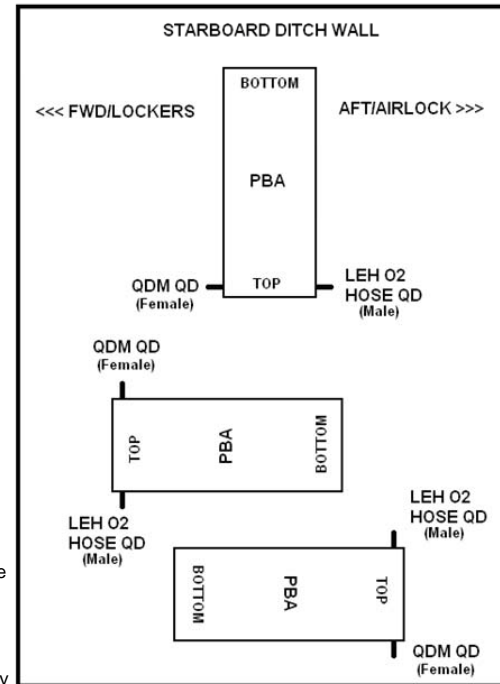 STARBOARD DITCH WALL
BOTTOM
<<< FWD/LOCKERS
AFT/AIRLOCK >>>
PBA
TOP
QDM QD
(Female)
LEH O2
HOSE QD
(Male)
QDM QD
(Female)
TOP
PBA
BOTTOM
LEH O2
HOSE QD
(Male)
LEH O2
HOSE QD
(Male)
BOTTOM
PBA
TOP
QDM QD
(Female)